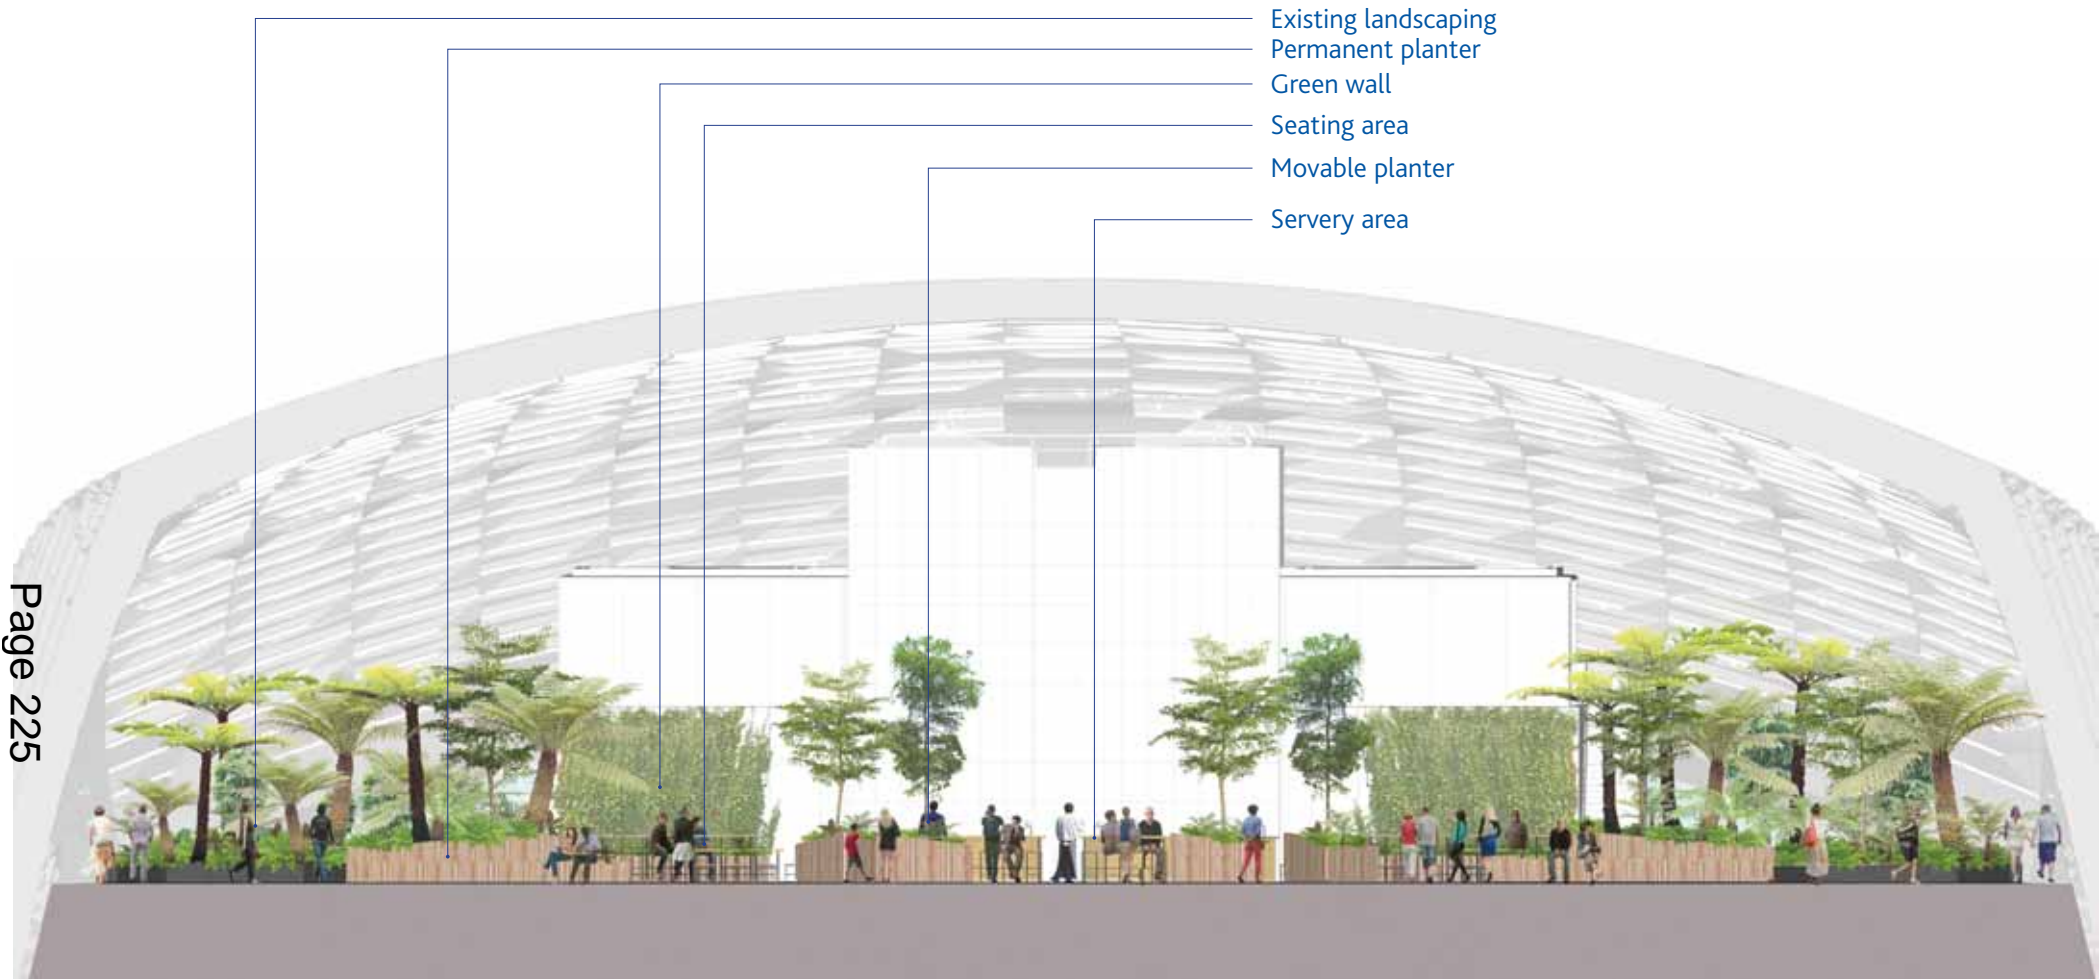 Existing landscaping
Permanent planter
Green wall
Seating area
Movable planter
Servery area
Page 225